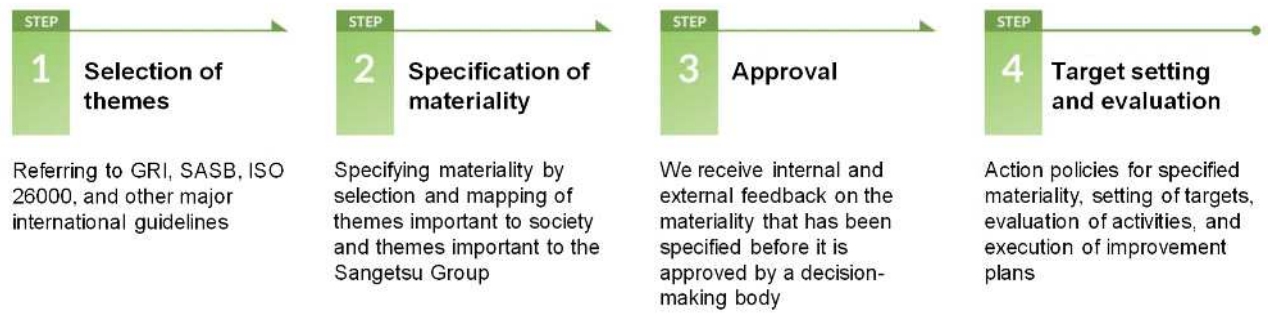 STEP
1
Selection of
themes
Referring to GRI, SASB, ISO
26000, and other major
international guidelines
STEP
2
Specification of
materiality
Specifying materiality by
selection and mapping of
themes important to society
and themes important to the
Sangetsu Group
STEP
3
Approval
We receive internal and
external feedback on the
materiality that has been
specified before it is
approved by a decision-
making body
STEP
4
Target setting
and evaluation
Action policies for specified
materiality, setting of targets,
evaluation of activities, and
execution of improvement
plans